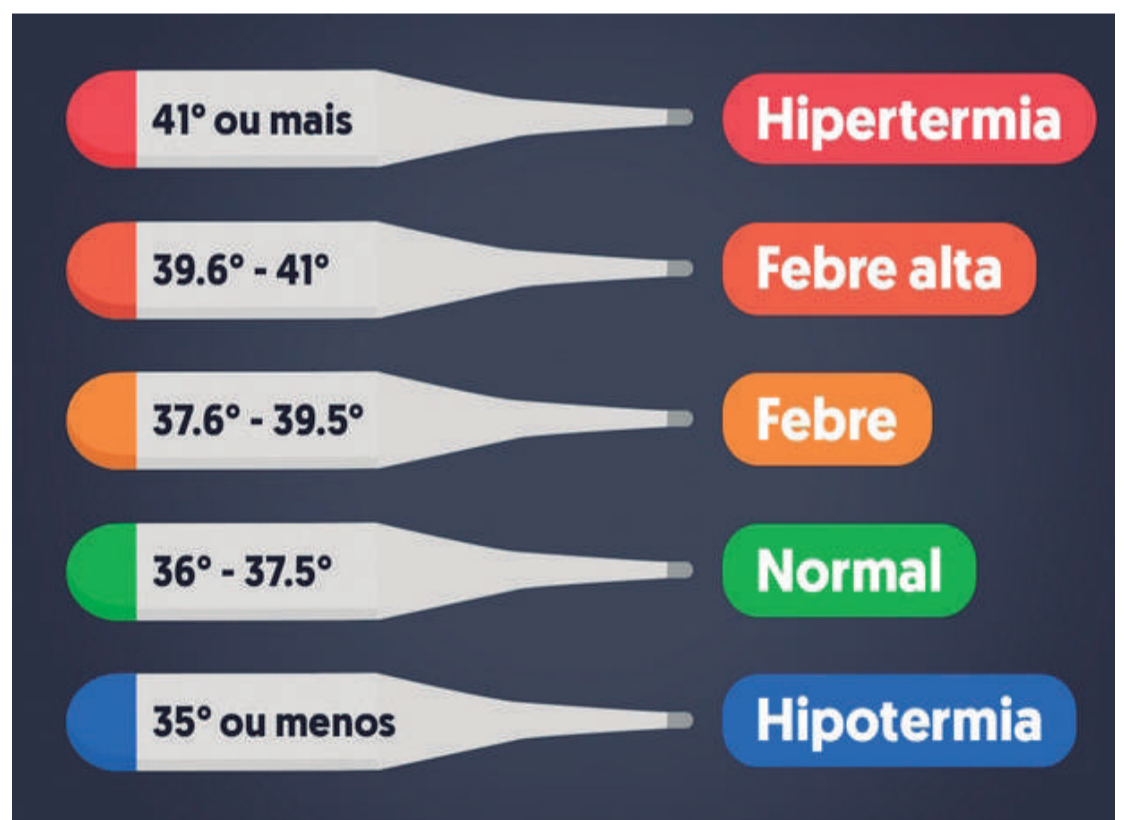 41° ou mais
Hipertermia
39.6° - 41°
Febre alta
37.6° - 39.5°
Febre
36° - 37.5°
Normal
35° ou menos
Hipotermia